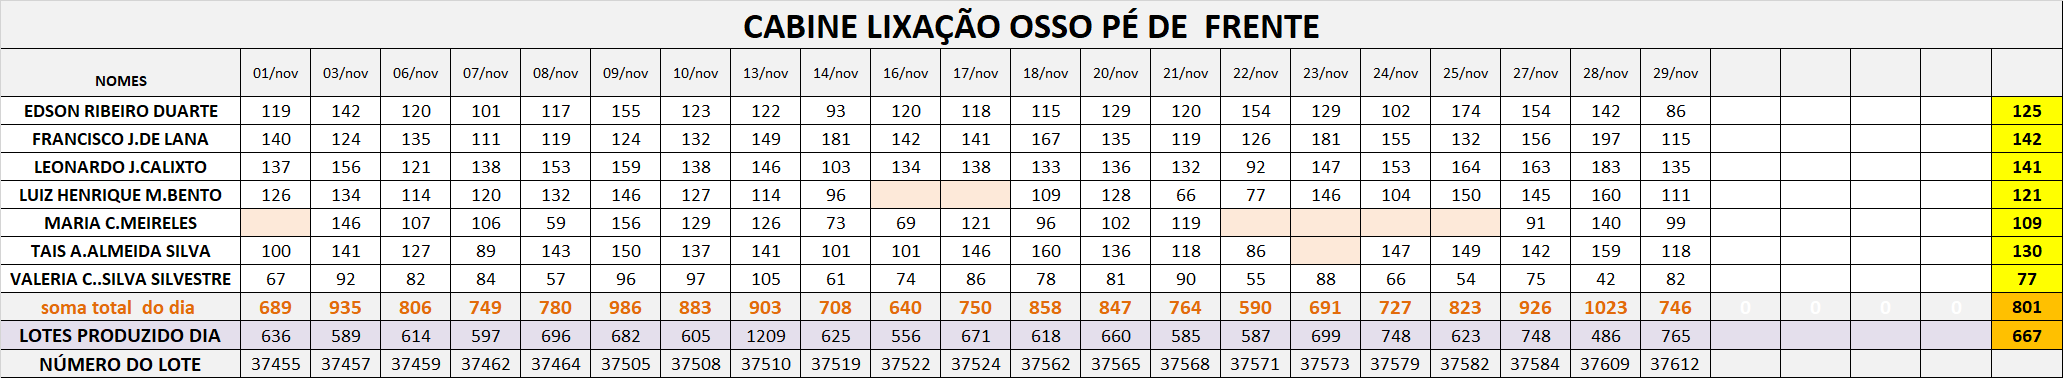 CABINE LIXAÇÃO OSSO PÉ DE FRENTE
NOMES 01/nov 03/nov 06/nov 07/nov 08/nov 09/nov 10/nov 13/nov 14/nov 16/nov 17/nov 18/nov 20/nov 21/nov 22/nov 23/nov 24/nov 25/nov 27/nov 28/nov 29/nov
EDSON RIBEIRO DUARTE 119 142 120 101 117 155 123 122 93 120 118 115 129 120 154 129 102 174 154 142 86 125
FRANCISCO J.DE LANA 140 124 135 111 119 124 132 149 181 142 141 167 135 119 126 181 155 132 156 197 115 142
LEONARDO J.CALIXTO 137 156 121 138 153 159 138 146 103 134 138 133 136 132 92 147 153 164 163 183 135 141
LUIZ HENRIQUE M.BENTO 126 134 114 120 132 146 127 114 96 109 128 66 77 146 104 150 145 160 111 121
MARIA C.MEIRELES 146 107 106 59 156 129 126 73 69 121 96 102 119 91 140 99 109
TAIS A.ALMEIDA SILVA 100 141 127 89 143 150 137 141 101 101 146 160 136 118 86 147 149 142 159 118 130
VALERIA C..SILVA SILVESTRE 67 92 82 84 57 96 97 105 61 74 86 78 81 90 55 88 66 54 75 42 82 77
soma total do dia 689 935 806 749 780 986 883 903 708 640 750 858 847 764 590 691 727 823 926 1023 746 0 0 0 0 801
LOTES PRODUZIDO DIA 636 589 614 597 696 682 605 1209 625 556 671 618 660 585 587 699 748 623 748 486 765 667
NÚMERO DO LOTE 37455 37457 37459 37462 37464 37505 37508 37510 37519 37522 37524 37562 37565 37568 37571 37573 37579 37582 37584 37609 37612